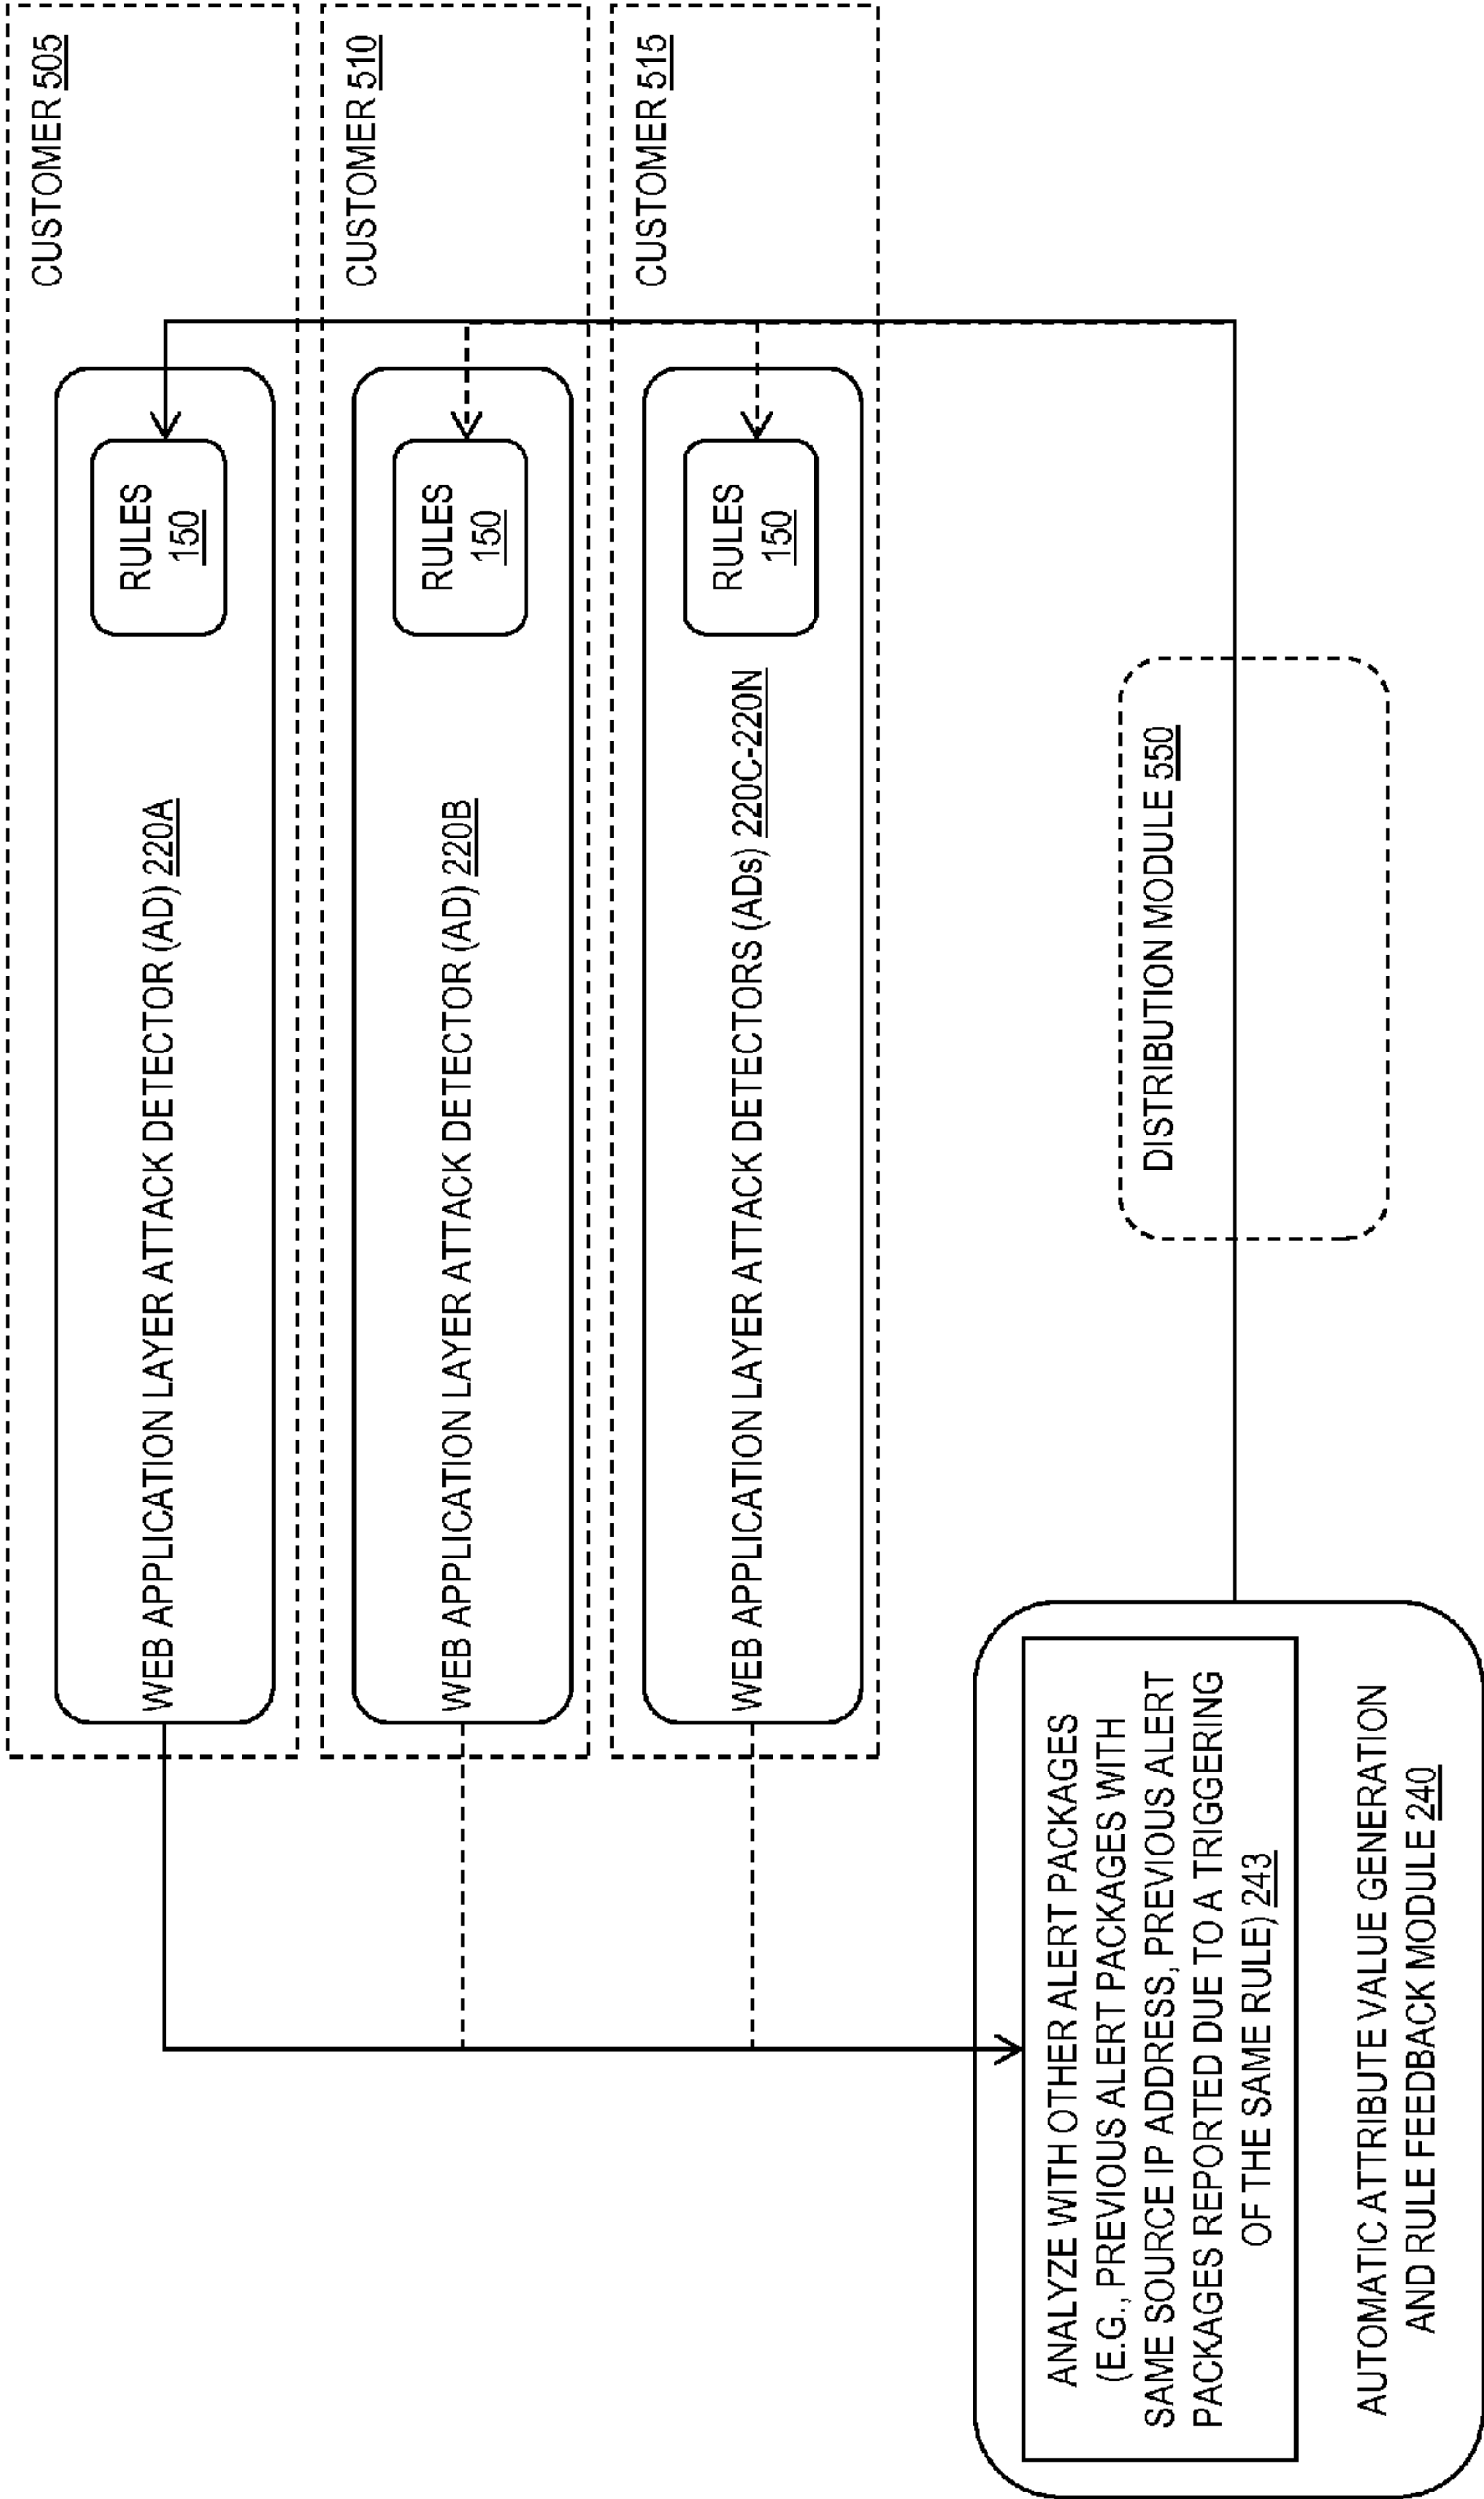 CUSTOMER 505
RULES
150
WEB APPLICATION LAYER ATTACK DETECTOR (AD) 220A
CUSTOMER 510
RULES
150
WEB APPLICATION LAYER ATTACK DETECTOR (AD) 220B
CUSTOMER 515
RULES
150
WEB APPLICATION LAYER ATTACK DETECTORS (ADs) 220C-220N
DISTRIBUTION MODULE 550
ANALYZE WITH OTHER ALERT PACKAGES
(E.G., PREVIOUS ALERT PACKAGES WITH
SAME SOURCE IP ADDRESS, PREVIOUS ALERT
PACKAGES REPORTED DUE TO A TRIGGERING
OF THE SAME RULE) 243
AUTOMATIC ATTRIBUTE VALUE GENERATION
AND RULE FEEDBACK MODULE 240